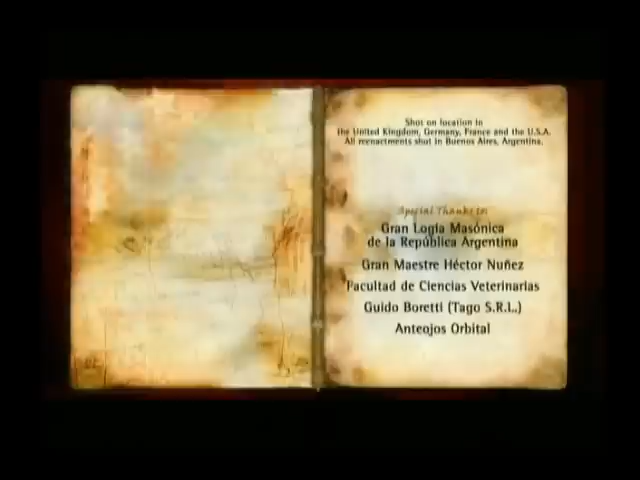 Shot on location in
the United Kingdom, Germany, France and the U.S.A.
All reenactments shot in Buenos Aires, Argentina.
Special Thanks to:
Gran Logia Masónica
de la República Argentina
Gran Maestre Héctor Nuñez
Facultad de Ciencias Veterinarias
Guido Boretti (Tago S.R.L.)
Anteojos Orbital